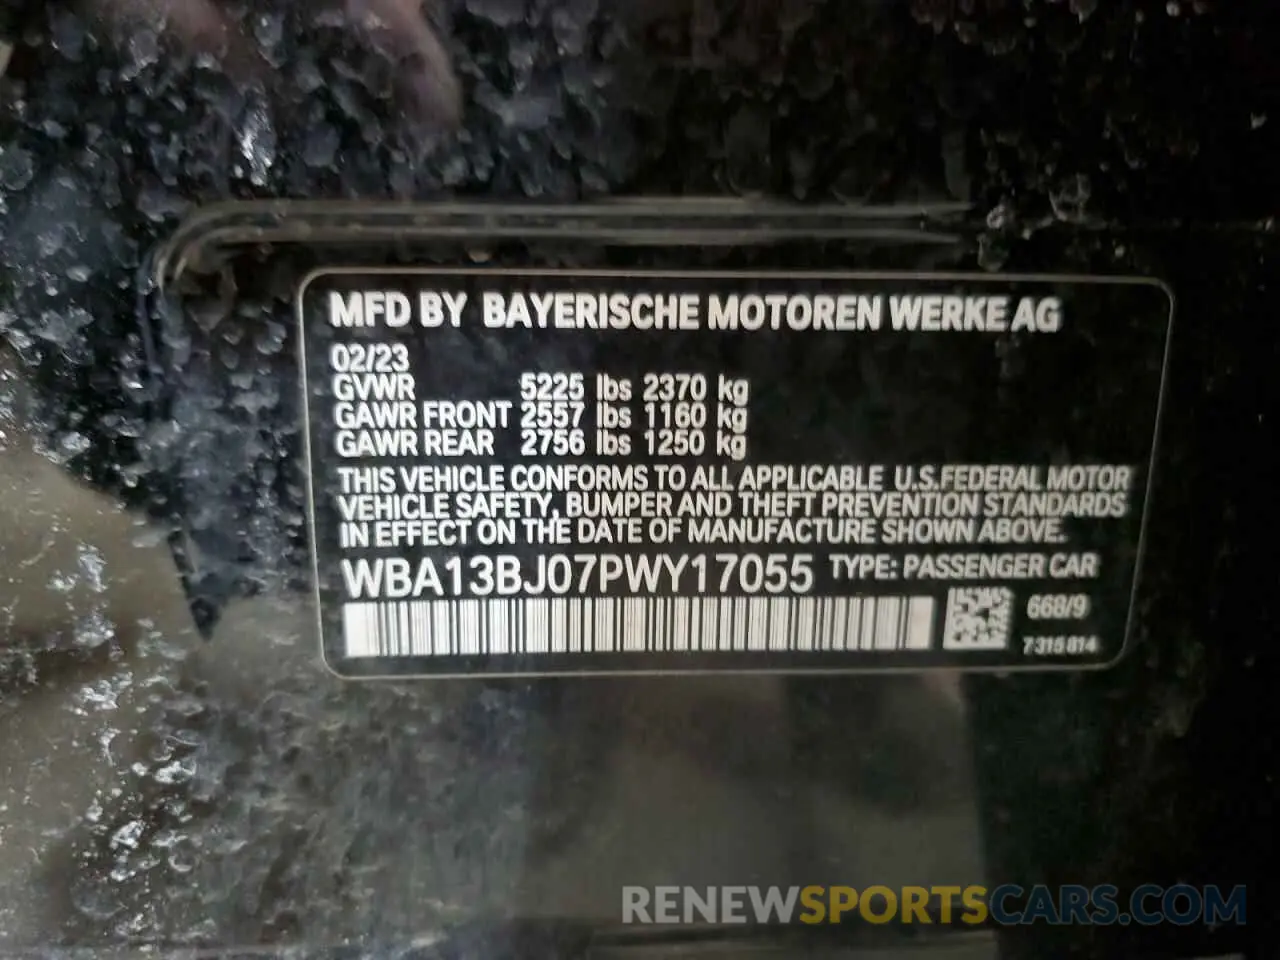 MFD BY BAYERISCHE MOTOREN WERKE AG
02/23
GVWR 5225 lbs 2370 kg
GAWR FRONT 2557 lbs 1160 kg
GAWR REAR 2756 lbs 1250 kg
THIS VEHICLE CONFORMS TO ALL APPLICABLE U.S.FEDERAL MOTOR
VEHICLE SAFETY, BUMPER AND THEFT PREVENTION STANDARDS
IN EFFECT ON THE DATE OF MANUFACTURE SHOWN ABOVE.
WBA13BJ07PWY17055 TYPE: PASSENGER CAR
668/9
7315814
RENEWSPORTSCARS.COM